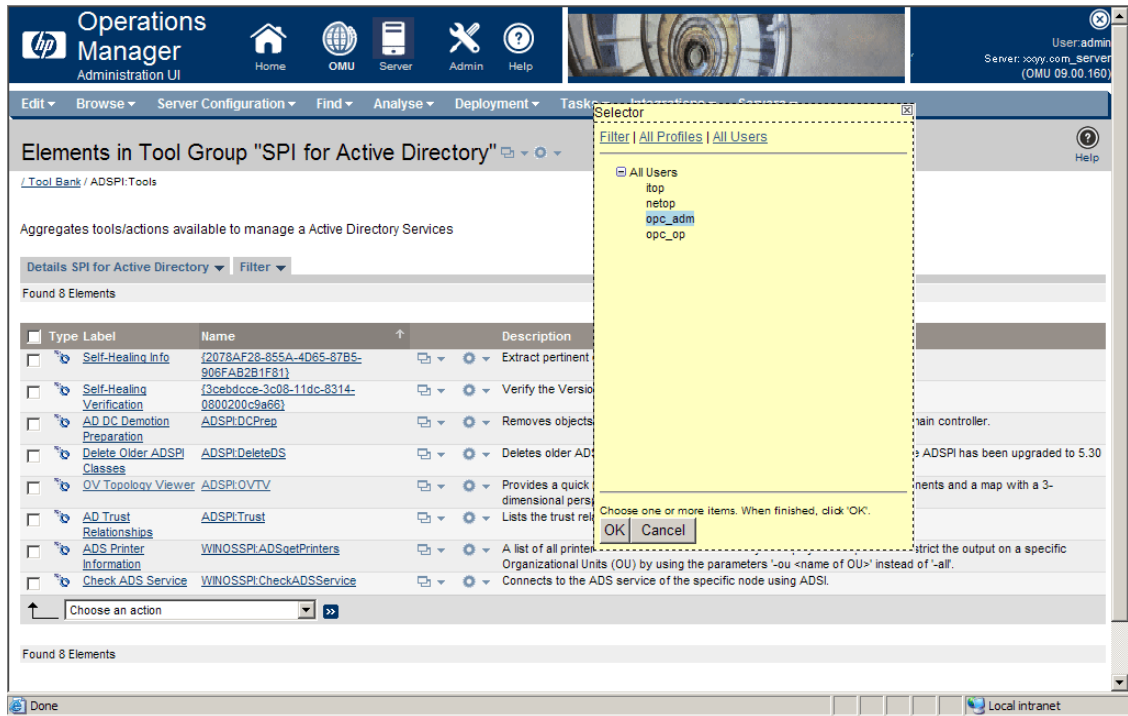 Operations
Manager
Administration UI
Home
OMU
Server
Admin
Help
User:admin
Server: xxyy.com_server
(OMU 09.00.160)
Edit Browse Server Configuration Find Analyse Deployment Tasks Integrations Servers
Selector
Filter | All Profiles | All Users
All Users
itop
netop
opc_adm
opc_op
Choose one or more items. When finished, click 'OK'.
OK Cancel
Elements in Tool Group "SPI for Active Directory"
Help
/ Tool Bank / ADSPI:Tools
Aggregates tools/actions available to manage a Active Directory Services
Details SPI for Active Directory Filter
Found 8 Elements
Type Label Name Description
Self-Healing Info {2078AF28-855A-4D65-87B5-
906FAB2B1F81} Extract pertinent
Self-Healing
Verification {3cebdcce-3c08-11dc-8314-
0800200c9a66} Verify the Versio
AD DC Demotion
Preparation ADSPI:DCPrep Removes objects main controller.
Delete Older ADSPI
Classes ADSPI:DeleteDS Deletes older ADS e ADSPI has been upgraded to 5.30
OV Topology Viewer ADSPI:OVTV Provides a quick nents and a map with a 3-
dimensional persp
AD Trust
Relationships ADSPI:Trust Lists the trust rel
ADS Printer
Information WINOSSPI:ADSgetPrinters A list of all printer strict the output on a specific
Organizational Units (OU) by using the parameters '-ou <name of OU>' instead of '-all'.
Check ADS Service WINOSSPI:CheckADSService Connects to the ADS service of the specific node using ADSI.
Choose an action
Found 8 Elements
Done
Local intranet